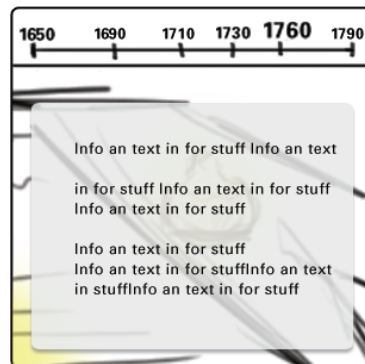 1650 1690 1710 1730 1760 1790
Info an text in for stuff Info an text
in for stuff Info an text in for stuff
Info an text in for stuff
Info an text in for stuff
Info an text in for stuffInfo an text
in stuffInfo an text in for stuff